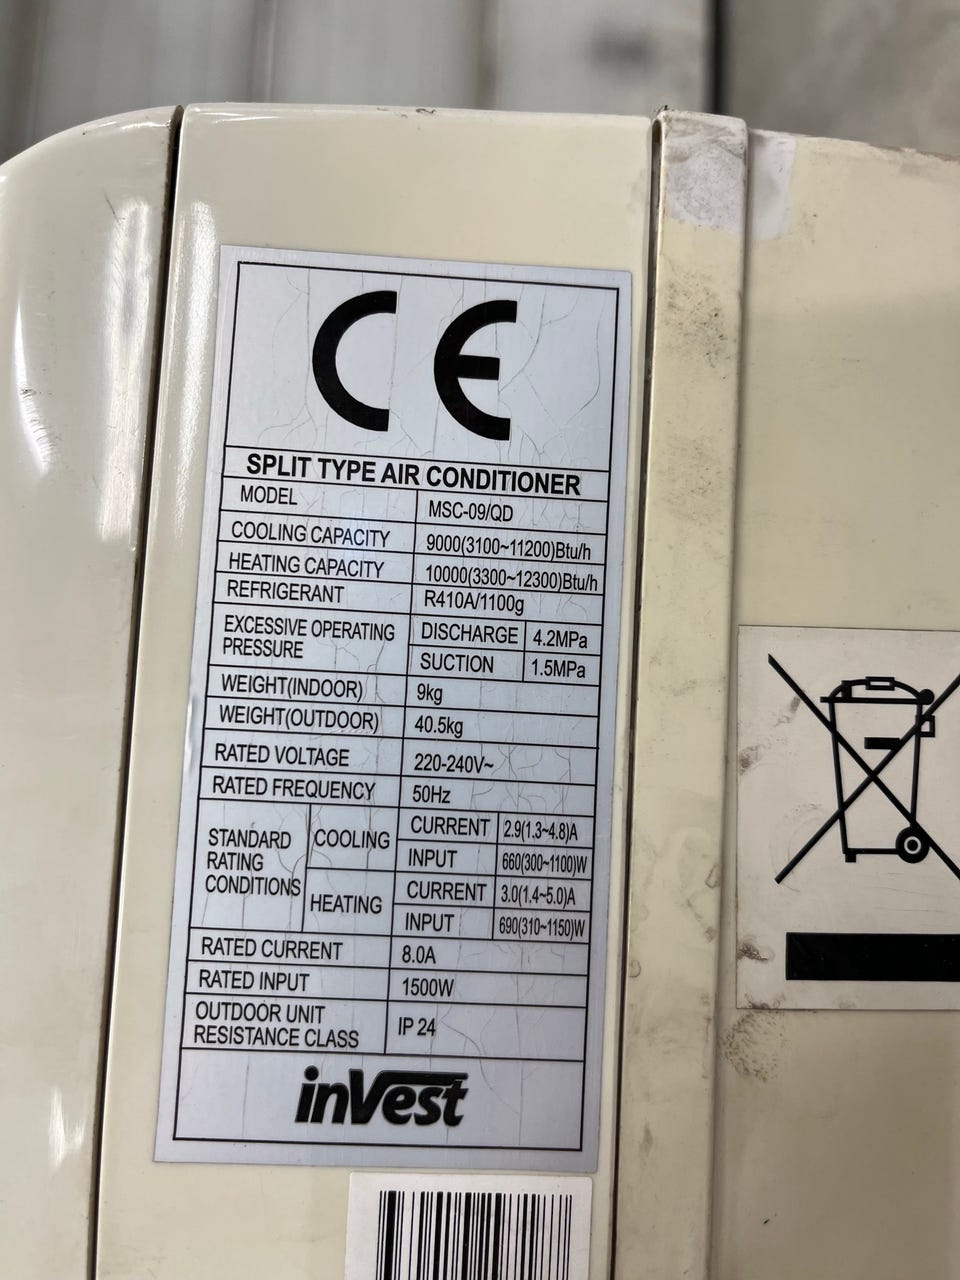 CE
SPLIT TYPE AIR CONDITIONER
MODEL MSC-09/QD
COOLING CAPACITY 9000(3100~11200)Btu/h
HEATING CAPACITY 10000(3300~12300)Btu/h
REFRIGERANT R410A/1100g
EXCESSIVE OPERATING PRESSURE DISCHARGE 4.2MPa
SUCTION 1.5MPa
WEIGHT(INDOOR) 9kg
WEIGHT(OUTDOOR) 40.5kg
RATED VOLTAGE 220-240V~
RATED FREQUENCY 50Hz
STANDARD RATING CONDITIONS COOLING CURRENT 2.9(1.3~4.8)A
INPUT 660(300~1100)W
HEATING CURRENT 3.0(1.4~5.0)A
INPUT 690(310~1150)W
RATED CURRENT 8.0A
RATED INPUT 1500W
OUTDOOR UNIT RESISTANCE CLASS IP 24
inVest